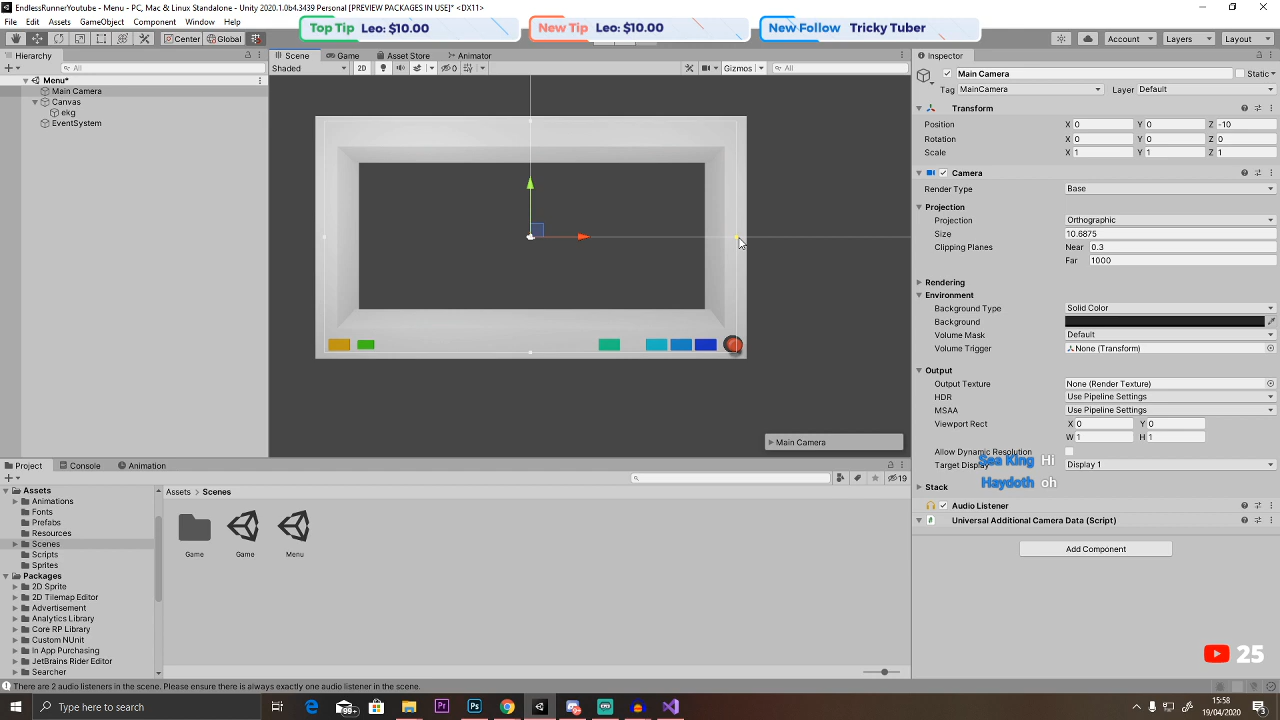 EndlessRunnerYoutube - Menu - PC, Mac & Linux Standalone - Unity 2020.1.0b4.3439 Personal [PREVIEW PACKAGES IN USE]* <DX11>
File Edit Assets
Top Tip Leo: $10.00
New Tip Leo: $10.00
New Follow Tricky Tuber
Center Global
Account Layers Layout
Hierarchy
All
Menu*
Main Camera
Canvas
ekg
EventSystem
Scene Game Asset Store Animator
Shaded 2D 0 Gizmos All
Main Camera
Inspector
Main Camera Static
Tag MainCamera Layer Default
Transform
Position X 0 Y 0 Z -10
Rotation X 0 Y 0 Z 0
Scale X 1 Y 1 Z 1
Camera
Render Type Base
Projection
Projection Orthographic
Size 10.6875
Clipping Planes Near 0.3
Far 1000
Rendering
Environment
Background Type Solid Color
Background
Volume Mask Default
Volume Trigger None (Transform)
Output
Output Texture None (Render Texture)
HDR Use Pipeline Settings
MSAA Use Pipeline Settings
Viewport Rect X 0 Y 0
W 1 H 1
Allow Dynamic Resolution
Target Display Display 1
Sea King Hi
Haydoth oh
Stack
Audio Listener
Universal Additional Camera Data (Script)
Add Component
Project Console Animation
19
Assets
Animations
Fonts
Prefabs
Resources
Scenes
Scripts
Sprites
Packages
2D Sprite
2D Tilemap Editor
Advertisement
Analytics Library
Core RP Library
Custom NUnit
In App Purchasing
JetBrains Rider Editor
Searcher
Assets > Scenes
Game Game Menu
25
There are 2 audio listeners in the scene. Please ensure there is always exactly one audio listener in the scene.
Type here to search
99+
15:58
19/04/2020